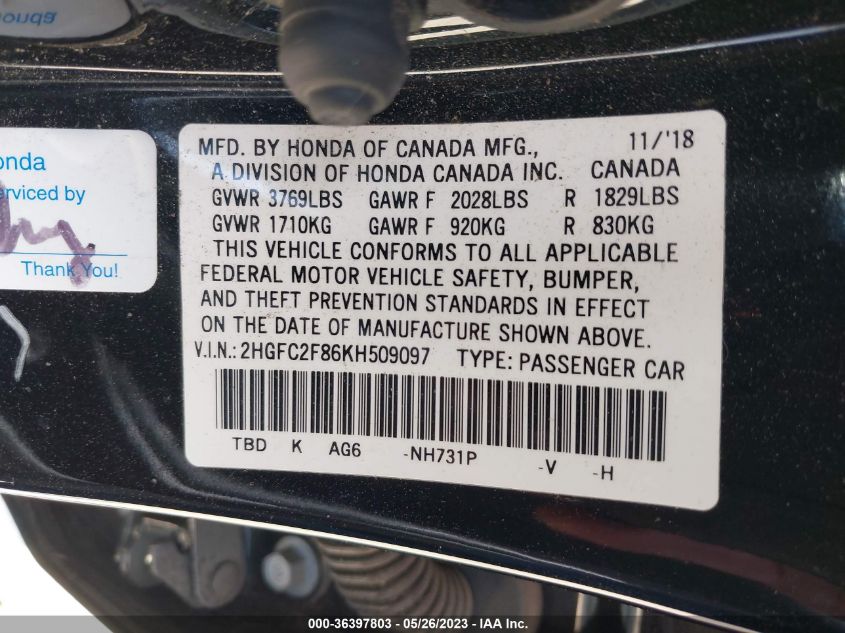 onda
onda
erviced by
Thank You!
MFD. BY HONDA OF CANADA MFG., 11/'18
A DIVISION OF HONDA CANADA INC. CANADA
GVWR 3769LBS GAWR F 2028LBS R 1829LBS
GVWR 1710KG GAWR F 920KG R 830KG
THIS VEHICLE CONFORMS TO ALL APPLICABLE
FEDERAL MOTOR VEHICLE SAFETY, BUMPER,
AND THEFT PREVENTION STANDARDS IN EFFECT
ON THE DATE OF MANUFACTURE SHOWN ABOVE.
V.I.N.: 2HGFC2F86KH509097 TYPE: PASSENGER CAR
TBD K AG6 -NH731P -V -H
000-36397803 - 05/26/2023 - IAA Inc.